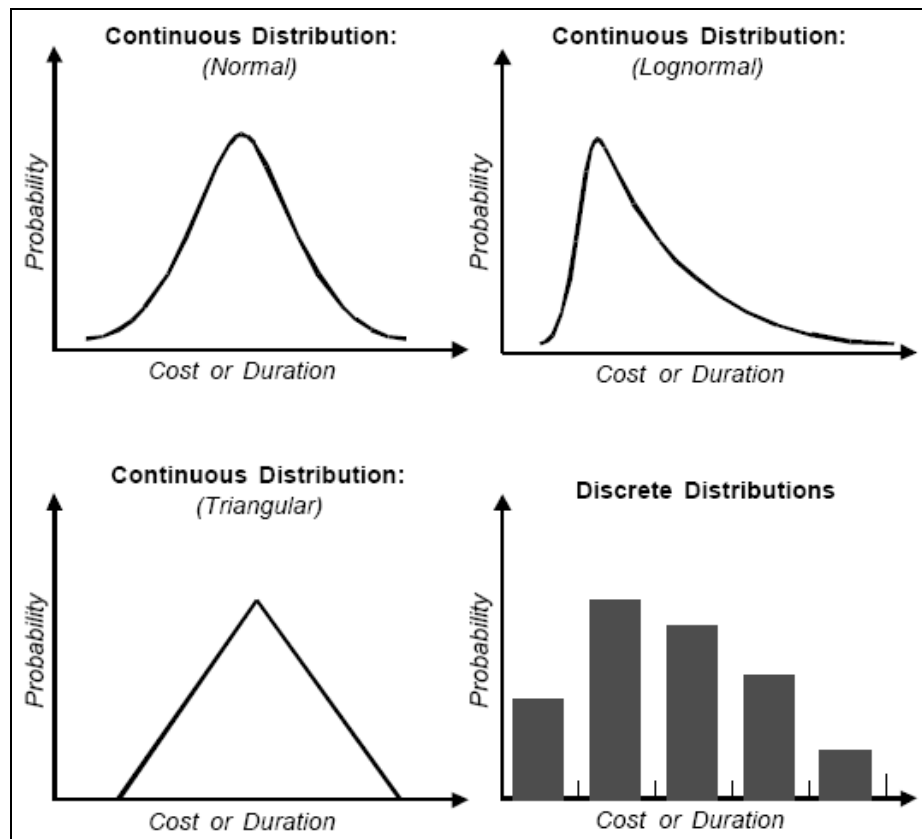 Continuous Distribution:
(Normal)
Probability
Cost or Duration
Continuous Distribution:
(Lognormal)
Probability
Cost or Duration
Continuous Distribution:
(Triangular)
Probability
Cost or Duration
Discrete Distributions
Probability
Cost or Duration